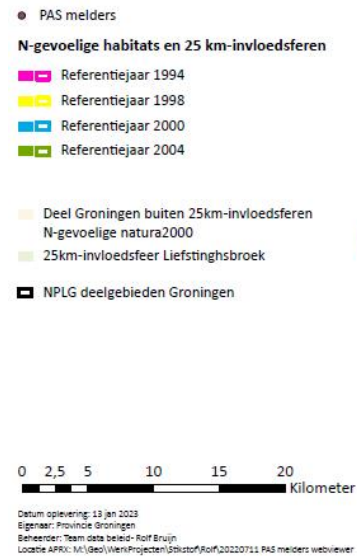 PAS melders
N-gevoelige habitats en 25 km-invloedsferen
Referentiejaar 1994
Referentiejaar 1998
Referentiejaar 2000
Referentiejaar 2004
Deel Groningen buiten 25km-invloedsferen
N-gevoelige natura2000
25km-invloedsfeer Liefstinghsbroek
NPLG deelgebieden Groningen
0 2,5 5 10 15 20
Kilometer
Datum oplevering: 13 jan 2023
Eigenaar: Provincie Groningen
Beheerder: Team data beleid- Rolf Bruijn
Locatie APRX: M:\Geo\WerkProjecten\Stikstof\Rolf\20220711 PAS melders webviewer